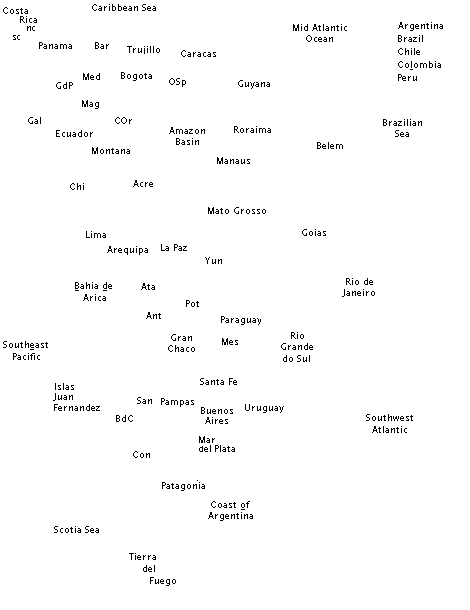 Costa
Rica
nc
sc
Caribbean Sea
Mid Atlantic
Ocean
Argentina
Brazil
Chile
Colombia
Peru
Panama
Bar
Trujillo
Caracas
GdP
Med
Bogota
OSp
Guyana
Mag
Gal
Ecuador
COr
Amazon
Basin
Roraima
Brazilian
Sea
Montana
Manaus
Belem
Chi
Acre
Mato Grosso
Lima
Goias
Arequipa
La Paz
Yun
Bahia de
Arica
Ata
Rio de
Janeiro
Pot
Ant
Paraguay
Southeast
Pacific
Gran
Chaco
Mes
Rio
Grande
do Sul
Santa Fe
Islas
Juan
Fernandez
San
Pampas
Buenos
Aires
Uruguay
BdC
Southwest
Atlantic
Mar
del Plata
Con
Patagonia
Coast of
Argentina
Scotia Sea
Tierra
del
Fuego